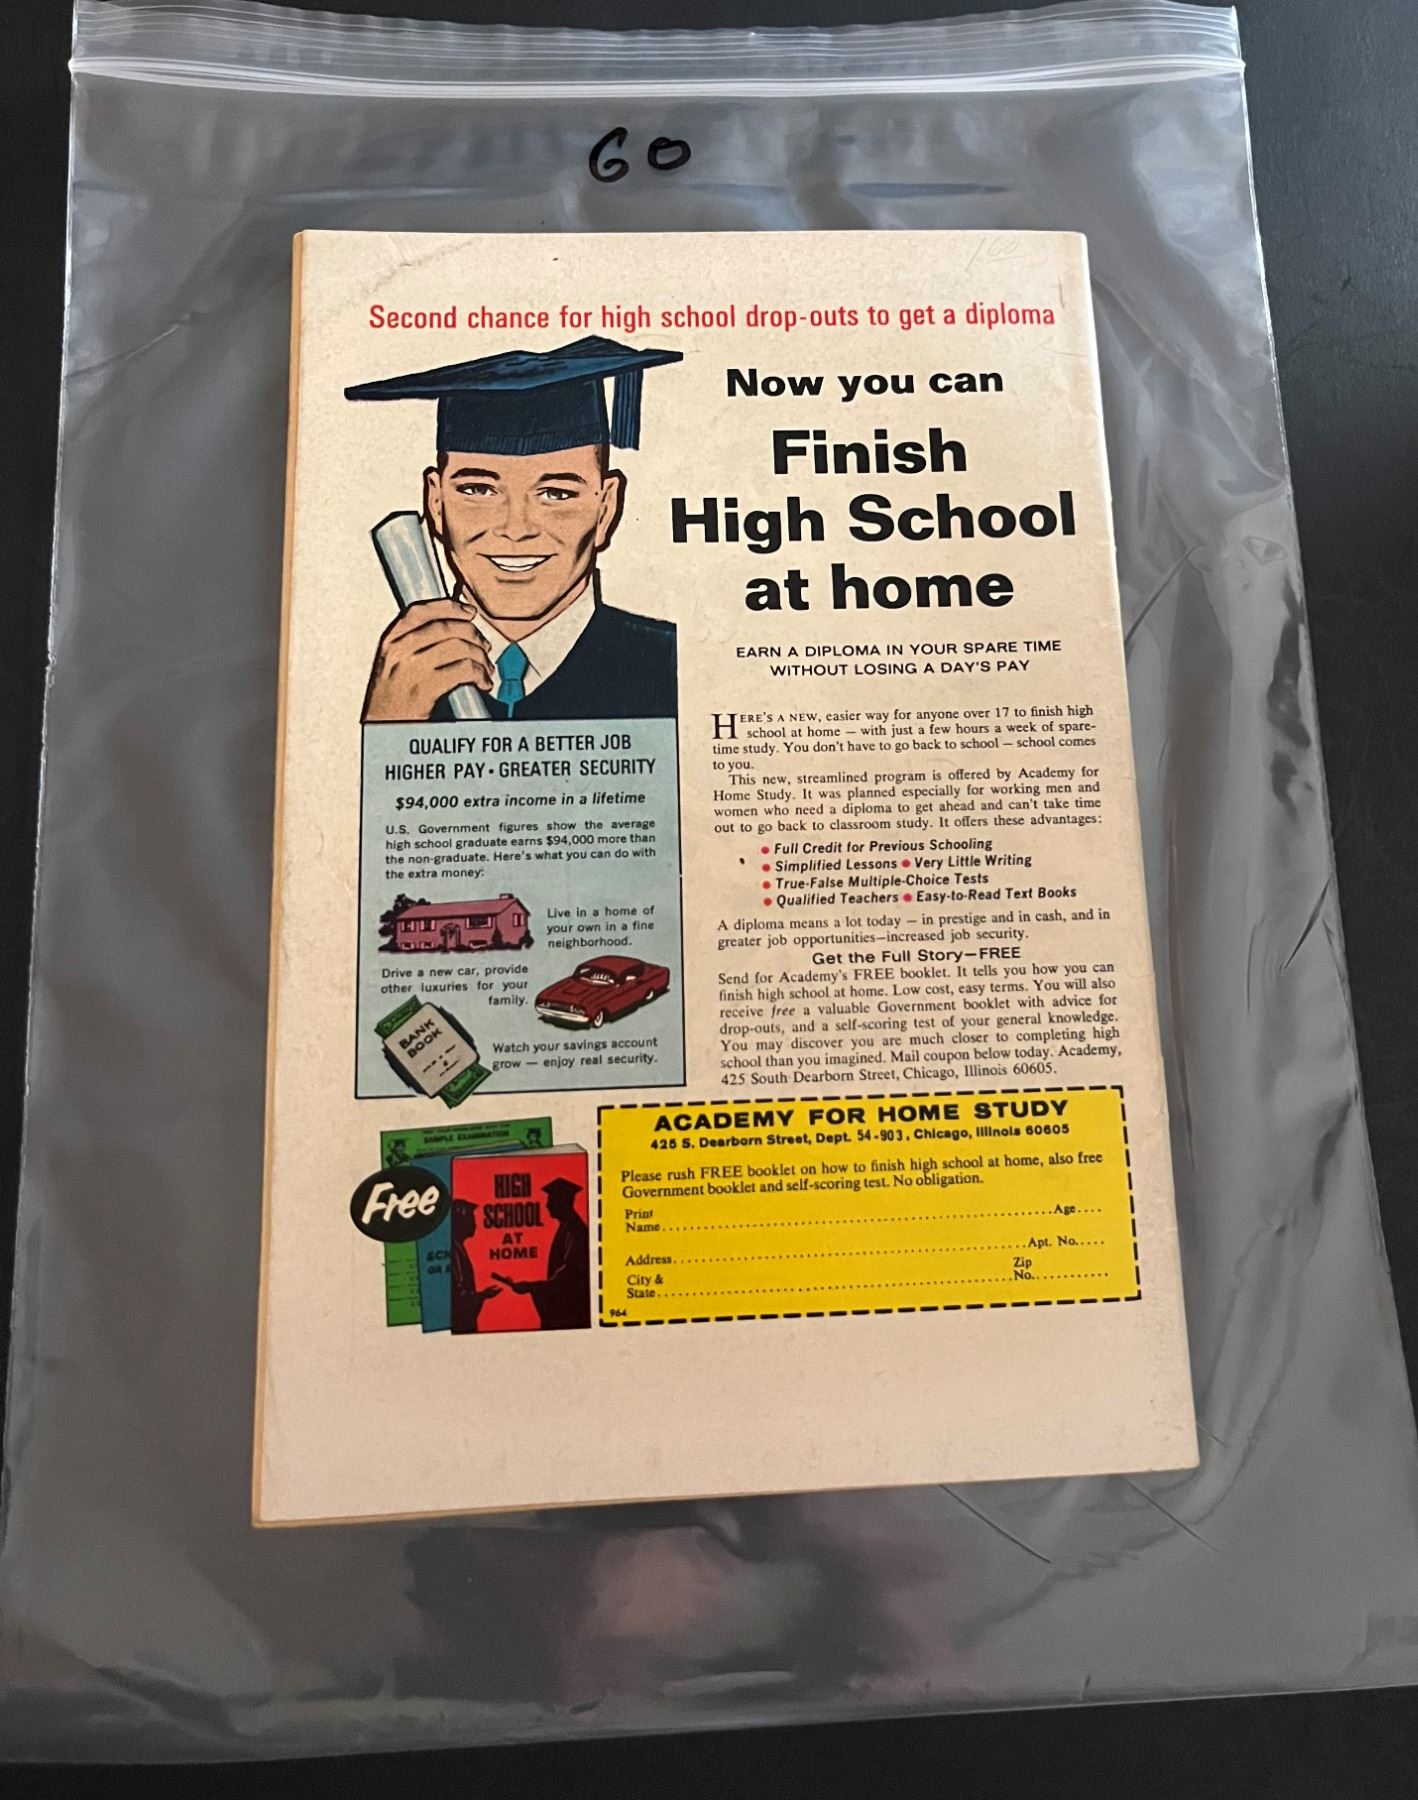 60
160
Second chance for high school drop-outs to get a diploma
Now you can
Finish
High School
at home
EARN A DIPLOMA IN YOUR SPARE TIME
WITHOUT LOSING A DAY'S PAY
QUALIFY FOR A BETTER JOB
HIGHER PAY • GREATER SECURITY
$94,000 extra income in a lifetime
U.S. Government figures show the average
high school graduate earns $94,000 more than
the non-graduate. Here's what you can do with
the extra money:
Live in a home of
your own in a fine
neighborhood.
Drive a new car, provide
other luxuries for your
family.
BANK
BOOK
Watch your savings account
grow — enjoy real security.
HERE'S A NEW, easier way for anyone over 17 to finish high
school at home — with just a few hours a week of spare-
time study. You don't have to go back to school — school comes
to you.
This new, streamlined program is offered by Academy for
Home Study. It was planned especially for working men and
women who need a diploma to get ahead and can't take time
out to go back to classroom study. It offers these advantages:
• Full Credit for Previous Schooling
• Simplified Lessons • Very Little Writing
• True-False Multiple-Choice Tests
• Qualified Teachers • Easy-to-Read Text Books
A diploma means a lot today — in prestige and in cash, and in
greater job opportunities—increased job security.
Get the Full Story—FREE
Send for Academy's FREE booklet. It tells you how you can
finish high school at home. Low cost, easy terms. You will also
receive free a valuable Government booklet with advice for
drop-outs, and a self-scoring test of your general knowledge.
You may discover you are much closer to completing high
school than you imagined. Mail coupon below today. Academy,
425 South Dearborn Street, Chicago, Illinois 60605.
SAMPLE EXAMINATION
Free
HIGH
SCHOOL
AT
HOME
ACADEMY FOR HOME STUDY
425 S. Dearborn Street, Dept. 54-903, Chicago, Illinois 60605
Please rush FREE booklet on how to finish high school at home, also free
Government booklet and self-scoring test. No obligation.
Print
Name....................Age....
Address....................Apt. No.....
City &
State....................
Zip
No............
964